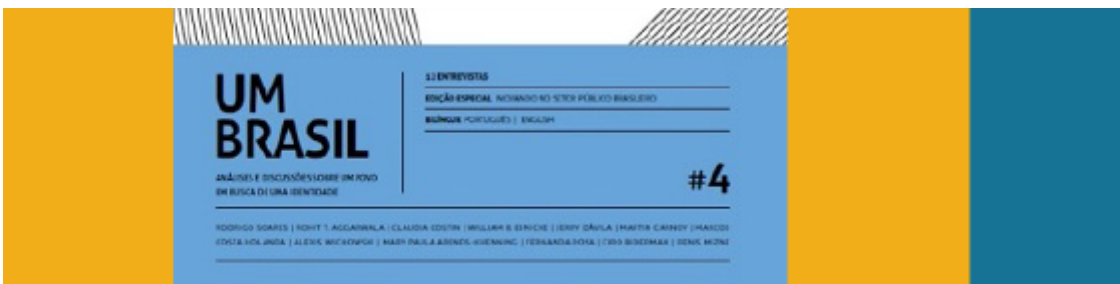 UM
BRASIL
ANÁLISES E DISCUSSÕES SOBRE UM POVO
EM BUSCA DE UMA IDENTIDADE
12 ENTREVISTAS
EDIÇÃO ESPECIAL INOVANDO NO SETOR PÚBLICO BRASILEIRO
BILÍNGUE PORTUGUÊS | ENGLISH
#4
RODRIGO SOARES | ROHIT T. AGGARWALA | CLAUDIA COSTIN | WILLIAM B. EIMICKE | JERRY DÁVILA | MARTIN CARNOY | MARCOS
COSTA HOLANDA | ALEXIS WICHOWSKI | MARY PAULA ARENDS-KUENNING | FERNANDA ROSA | CIRO BIDERMAN | DENIS MIZNE